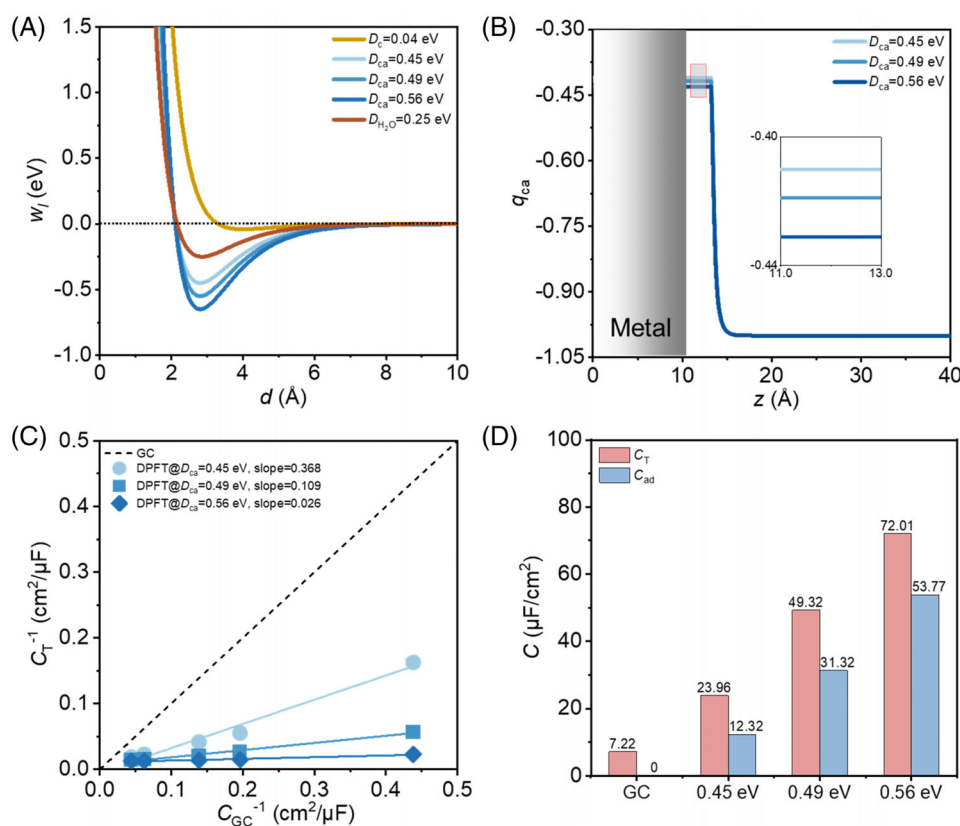 (A)
1.5
1.0
0.5
0.0
-0.5
-1.0
w_l (eV)
D_c=0.04 eV
D_ca=0.45 eV
D_ca=0.49 eV
D_ca=0.56 eV
D_H₂O=0.25 eV
0 2 4 6 8 10
d (Å)
(B)
-0.30
-0.45
-0.60
-0.75
-0.90
-1.05
q_ca
D_ca=0.45 eV
D_ca=0.49 eV
D_ca=0.56 eV
-0.40
-0.44
11.0 13.0
Metal
0 10 20 30 40
z (Å)
(C)
0.5
0.4
0.3
0.2
0.1
0.0
C_T⁻¹ (cm²/μF)
GC
DPFT@D_ca=0.45 eV, slope=0.368
DPFT@D_ca=0.49 eV, slope=0.109
DPFT@D_ca=0.56 eV, slope=0.026
0.0 0.1 0.2 0.3 0.4 0.5
C_GC⁻¹ (cm²/μF)
(D)
100
80
60
40
20
0
C (μF/cm²)
C_T
C_ad
7.22
0
23.96
12.32
49.32
31.32
72.01
53.77
GC 0.45 eV 0.49 eV 0.56 eV